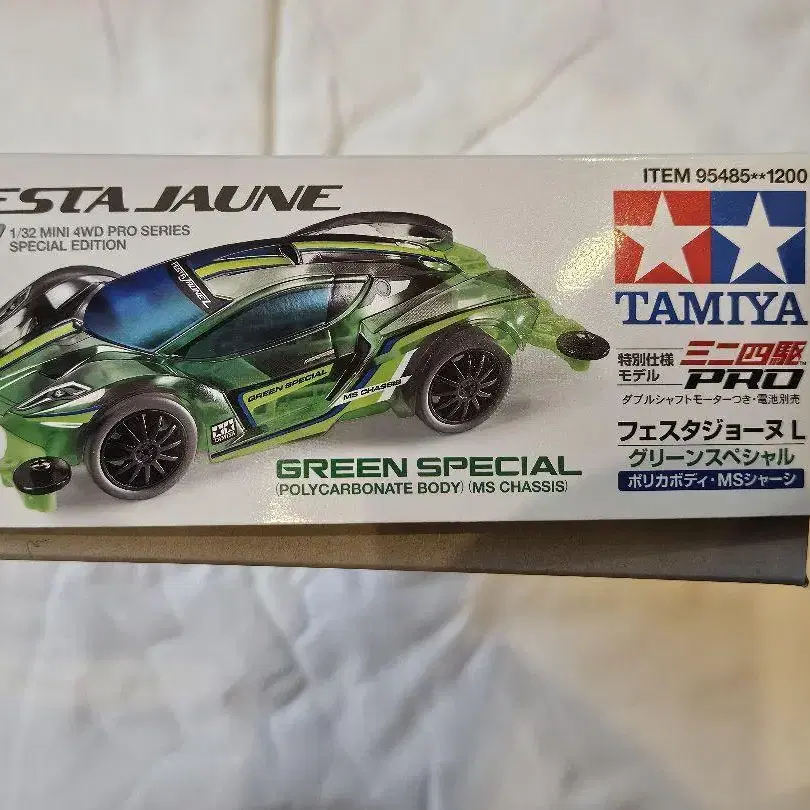 ESTA JAUNE
1/32 MINI 4WD PRO SERIES
SPECIAL EDITION
ITEM 95485**1200
TAMIYA
特別仕様
モデル
ミニ四駆
PRO
ダブルシャフトモーターつき・電池別売
フェスタジョーヌ L
グリーンスペシャル
ポリカボディ・MSシャーシ
GREEN SPECIAL
MS CHASSIS
TAMIYA
GREEN SPECIAL
(POLYCARBONATE BODY) (MS CHASSIS)